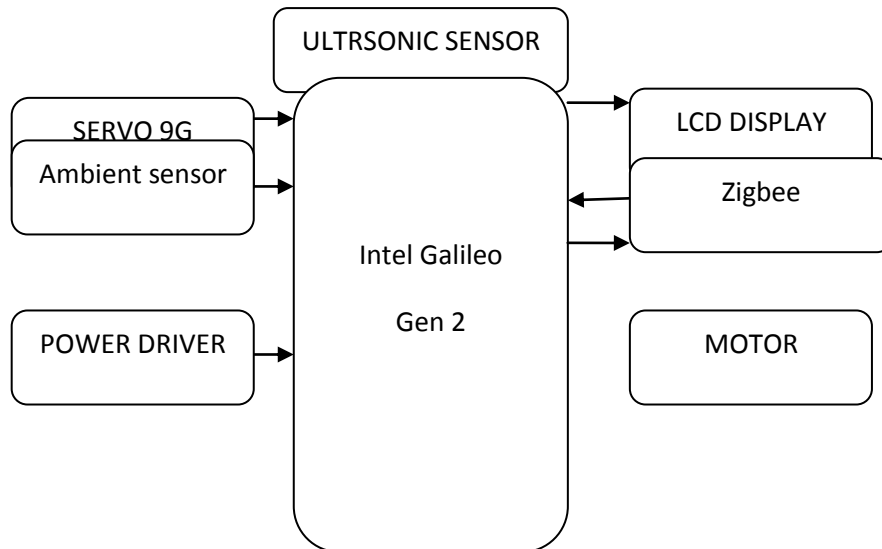 ULTRSONIC SENSOR
SERVO 9G
LCD DISPLAY
Ambient sensor
Zigbee
Intel Galileo
Gen 2
POWER DRIVER
MOTOR